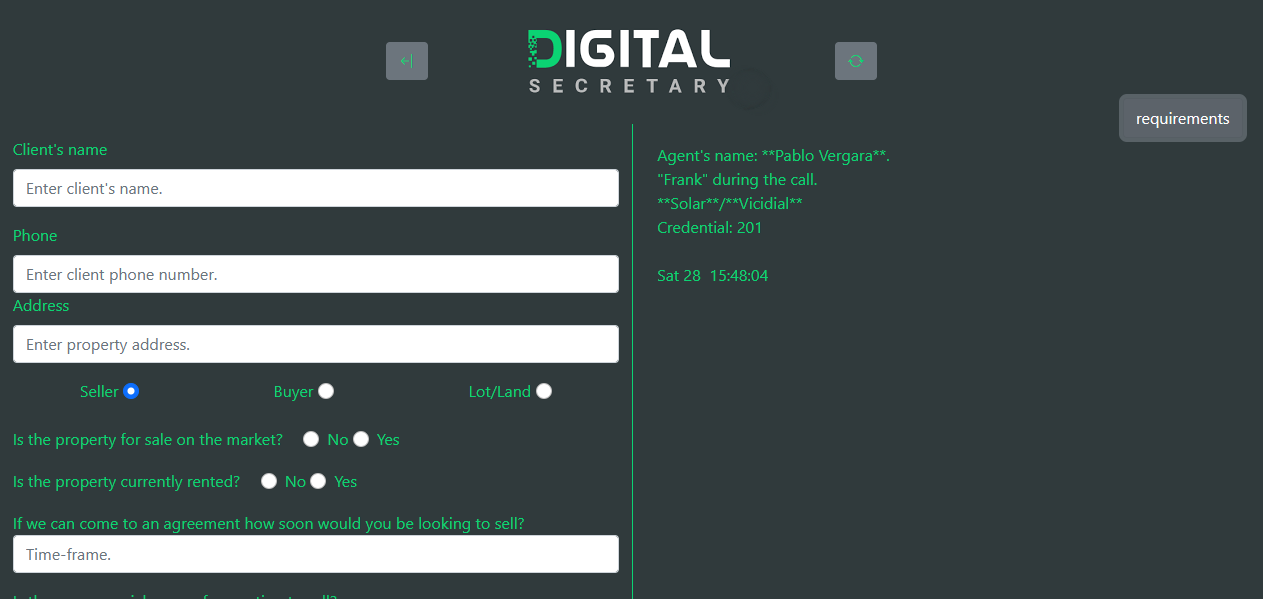 DIGITAL
SECRETARY
requirements
Client's name
Enter client's name.
Phone
Enter client phone number.
Address
Enter property address.
Seller Buyer Lot/Land
Is the property for sale on the market? No Yes
Is the property currently rented? No Yes
If we can come to an agreement how soon would you be looking to sell?
Time-frame.
Agent's name: **Pablo Vergara**.
"Frank" during the call.
**Solar**/**Vicidial**
Credential: 201
Sat 28 15:48:04